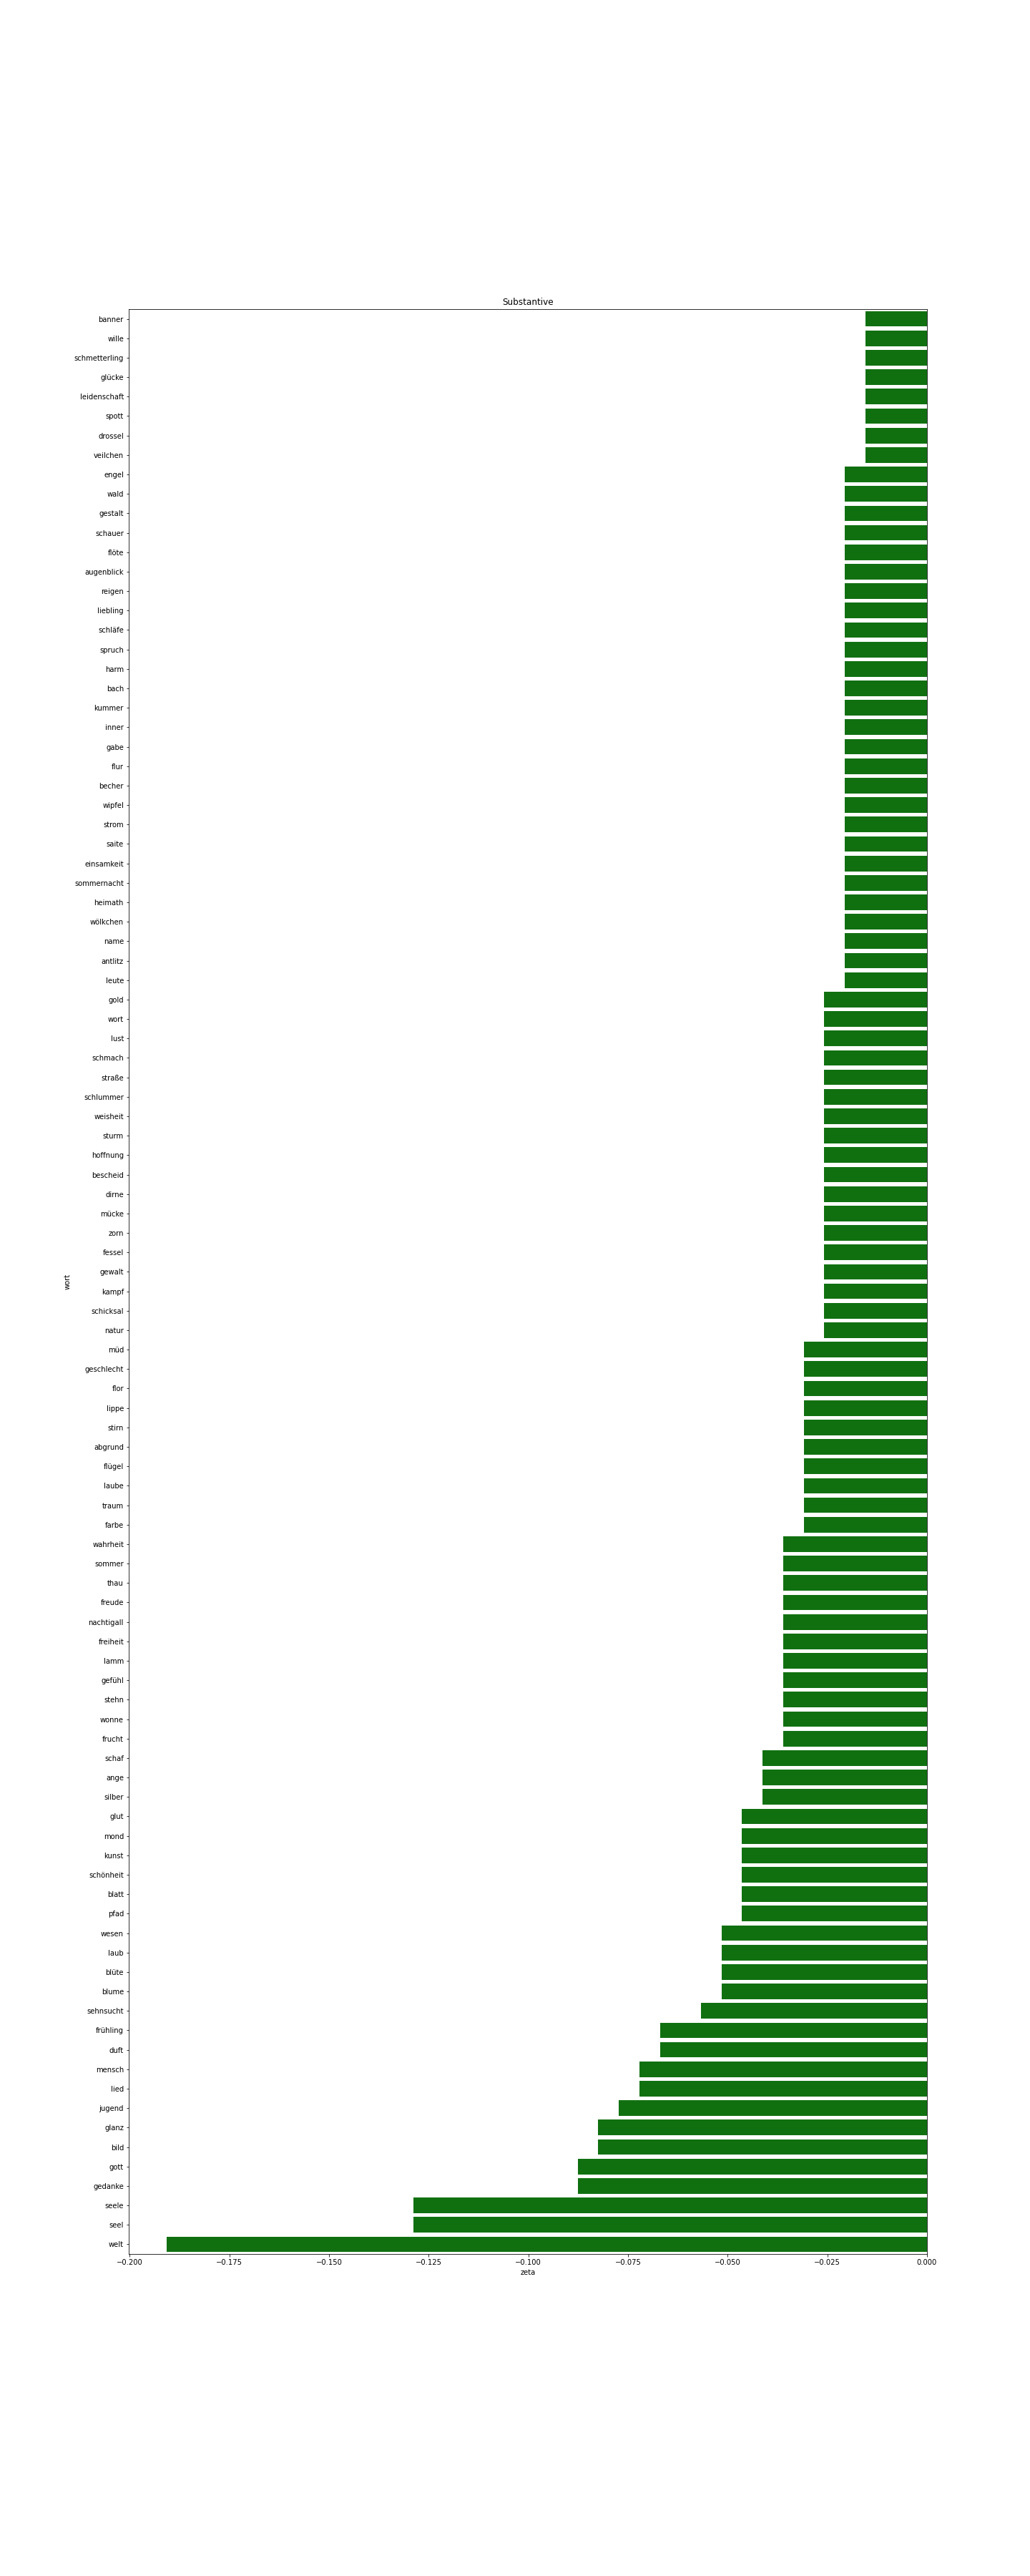 Substantive
banner
wille
schmetterling
glücke
leidenschaft
spott
drossel
veilchen
engel
wald
gestalt
schauer
flöte
augenblick
reigen
liebling
schläfe
spruch
harm
bach
kummer
inner
gabe
flur
becher
wipfel
strom
saite
einsamkeit
sommernacht
heimath
wölkchen
name
antlitz
leute
gold
wort
lust
schmach
straße
schlummer
weisheit
sturm
hoffnung
bescheid
dirne
mücke
zorn
fessel
gewalt
kampf
schicksal
natur
müd
geschlecht
flor
lippe
stirn
abgrund
flügel
laube
traum
farbe
wahrheit
sommer
thau
freude
nachtigall
freiheit
lamm
gefühl
stehn
wonne
frucht
schaf
ange
silber
glut
mond
kunst
schönheit
blatt
pfad
wesen
laub
blüte
blume
sehnsucht
frühling
duft
mensch
lied
jugend
glanz
bild
gott
gedanke
seele
seel
welt
wort
−0.200 −0.175 −0.150 −0.125 −0.100 −0.075 −0.050 −0.025 0.000
zeta